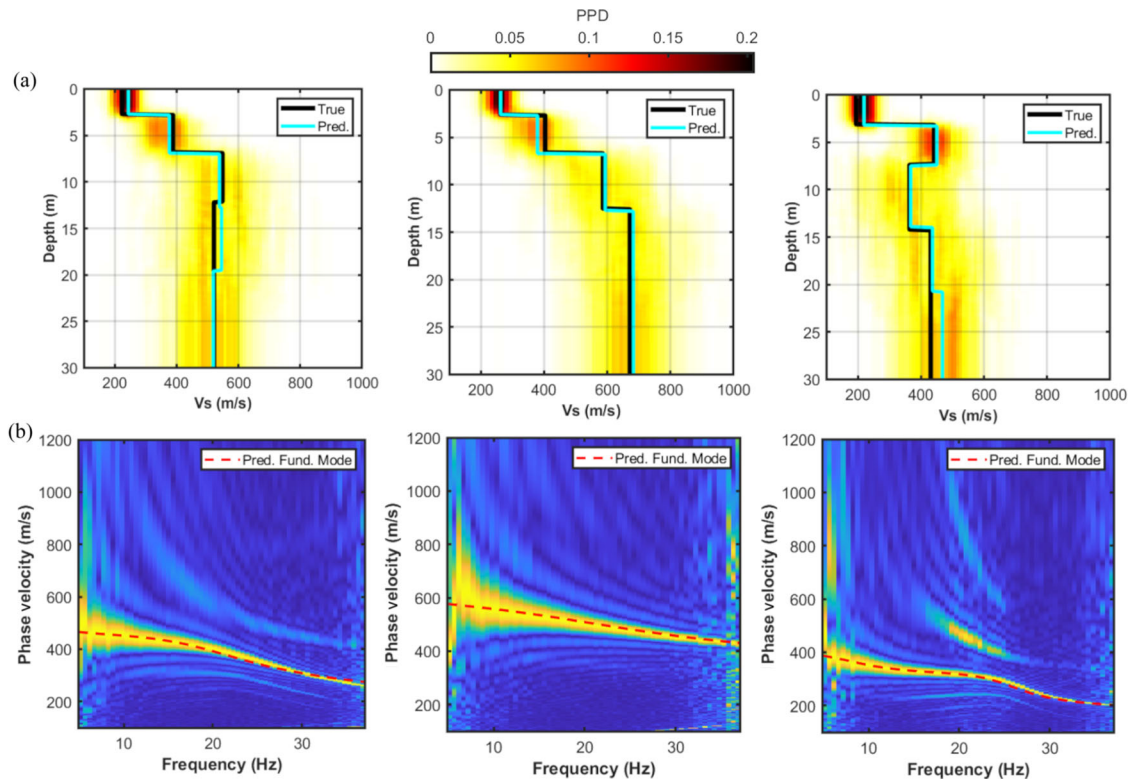 PPD
0 0.05 0.1 0.15 0.2
(a)
0
5
10
15
20
25
30
Depth (m)
True
Pred.
200 400 600 800 1000
Vs (m/s)
0
5
10
15
20
25
30
Depth (m)
True
Pred.
200 400 600 800 1000
Vs (m/s)
0
5
10
15
20
25
30
Depth (m)
True
Pred.
200 400 600 800 1000
Vs (m/s)
(b)
1200
1000
800
600
400
200
Phase velocity (m/s)
Pred. Fund. Mode
10 20 30
Frequency (Hz)
1200
1000
800
600
400
200
Phase velocity (m/s)
Pred. Fund. Mode
10 20 30
Frequency (Hz)
1200
1000
800
600
400
200
Phase velocity (m/s)
Pred. Fund. Mode
10 20 30
Frequency (Hz)